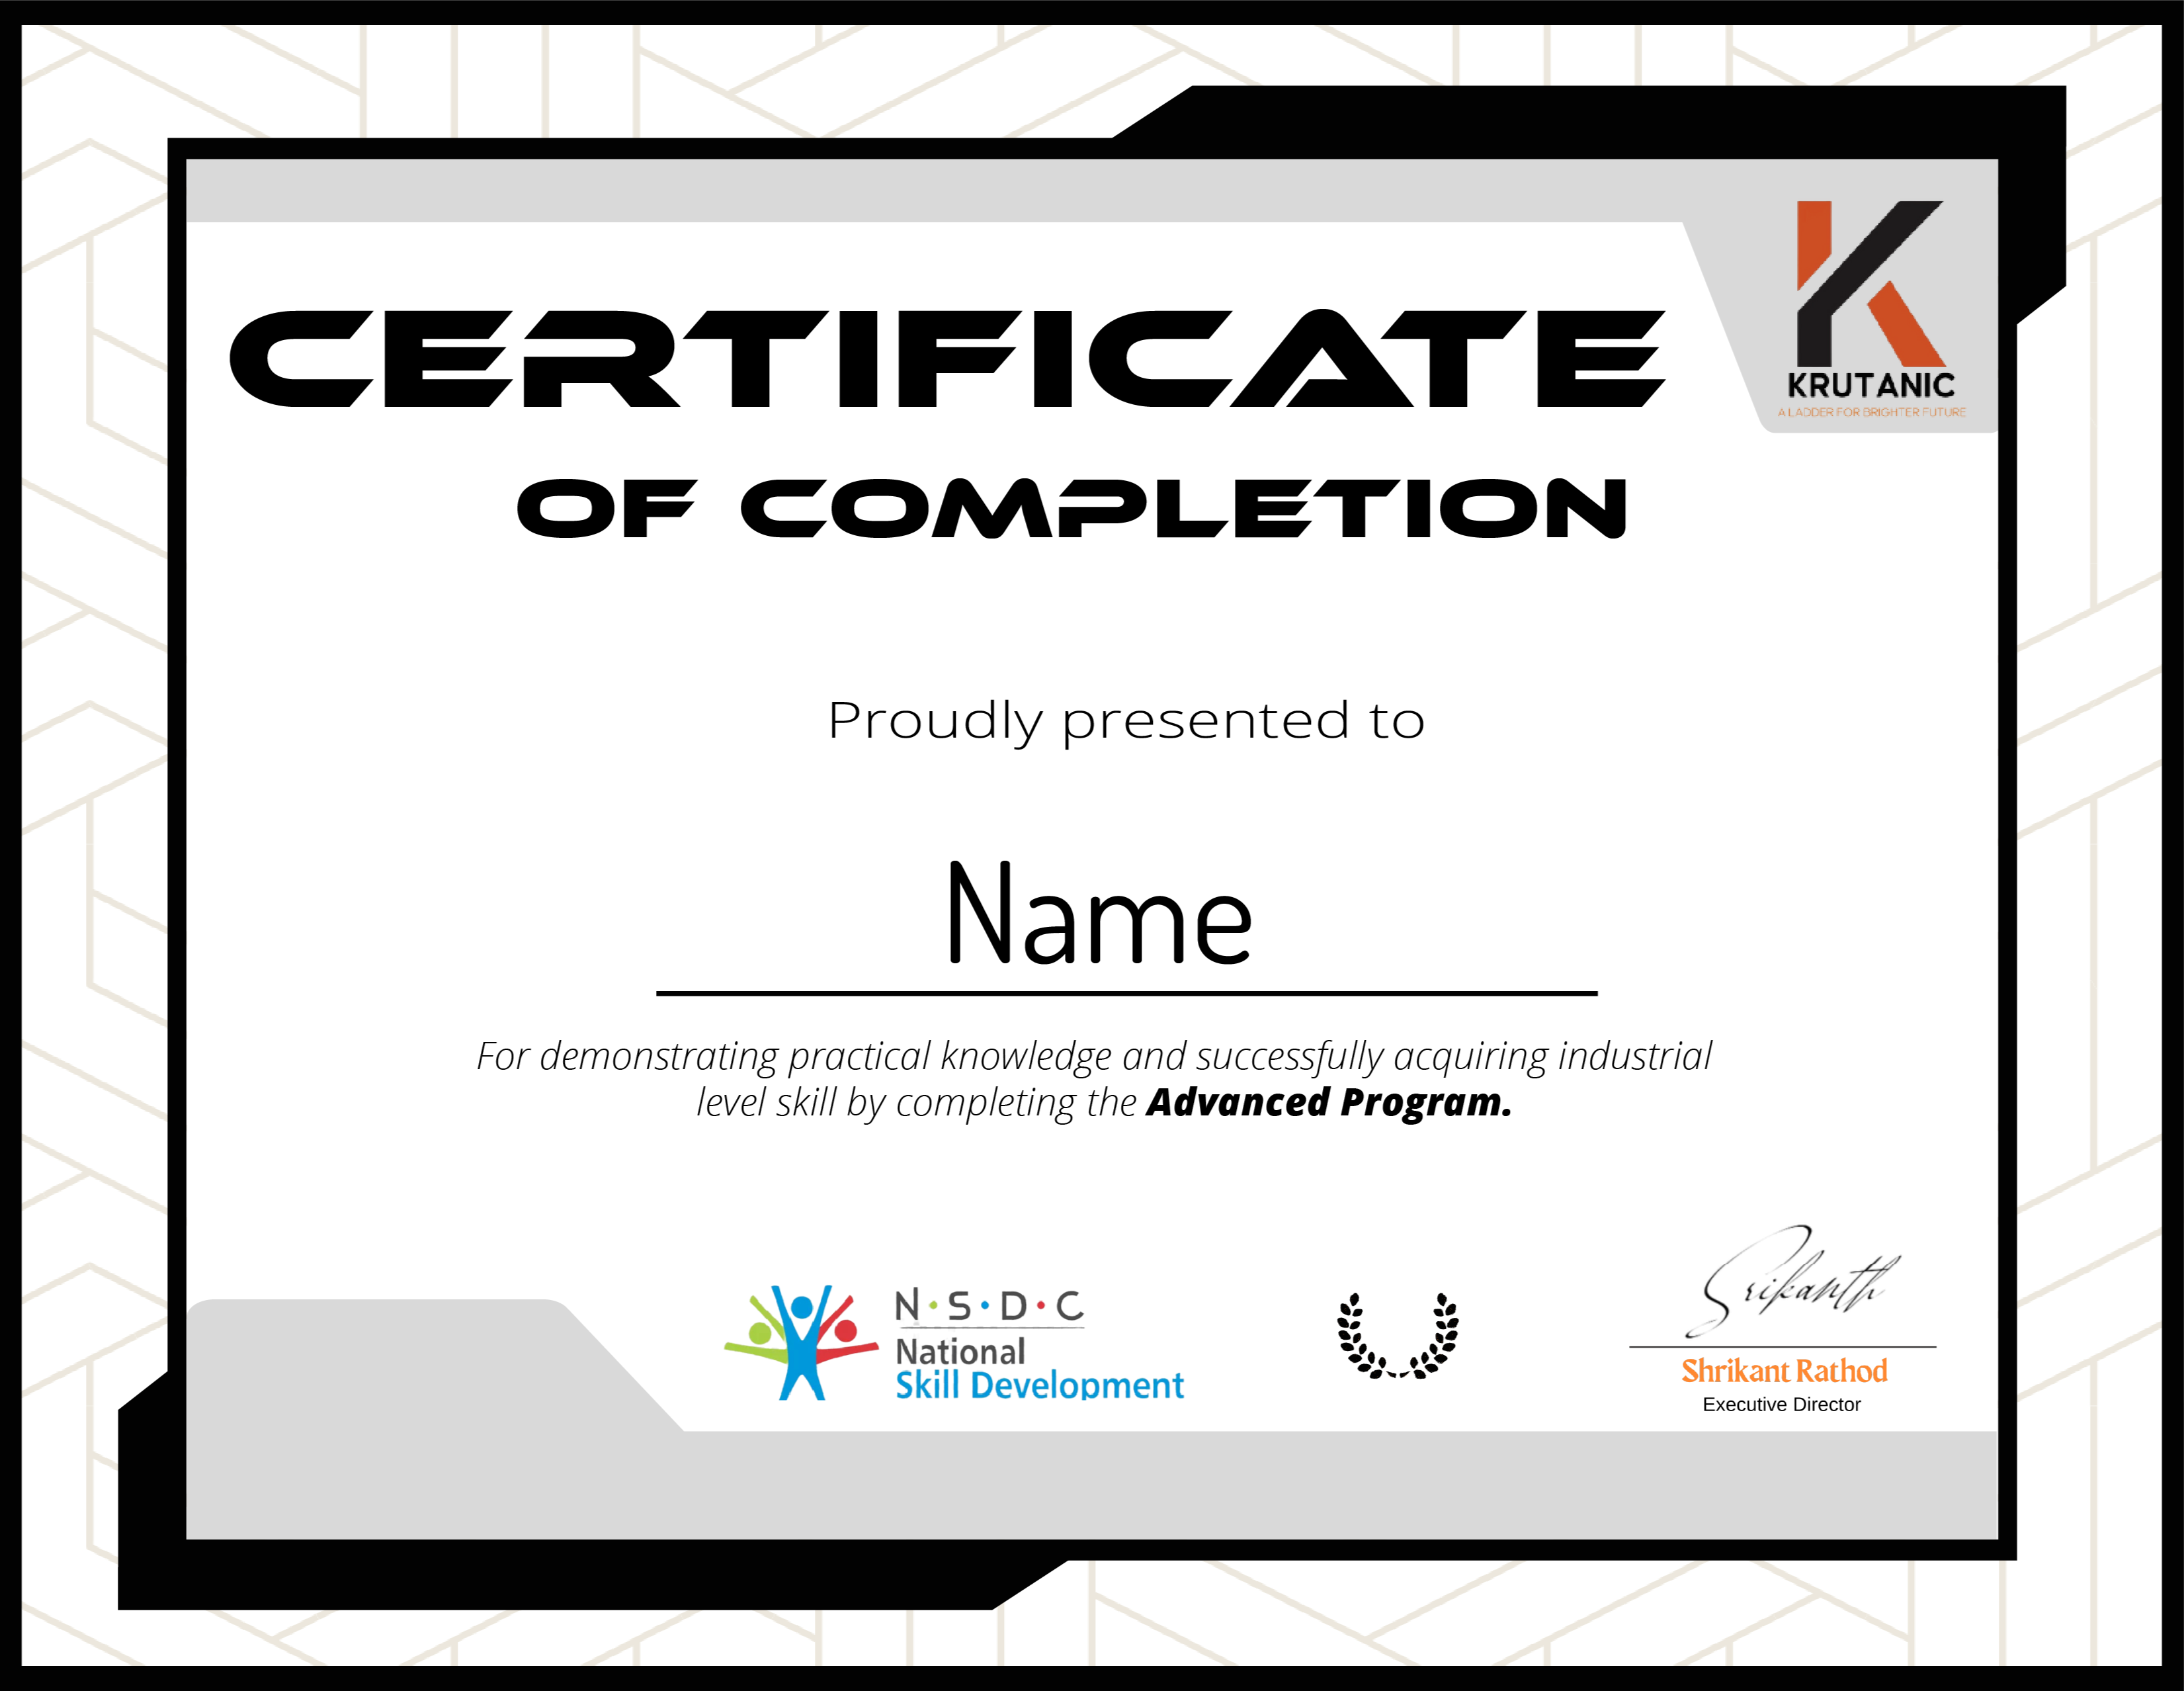 KRUTANIC
A LADDER FOR BRIGHTER FUTURE
CERTIFICATE
OF COMPLETION
Proudly presented to
Name
For demonstrating practical knowledge and successfully acquiring industrial
level skill by completing the Advanced Program.
N·S·D·C
National
Skill Development
Srikanth
Shrikant Rathod
Executive Director